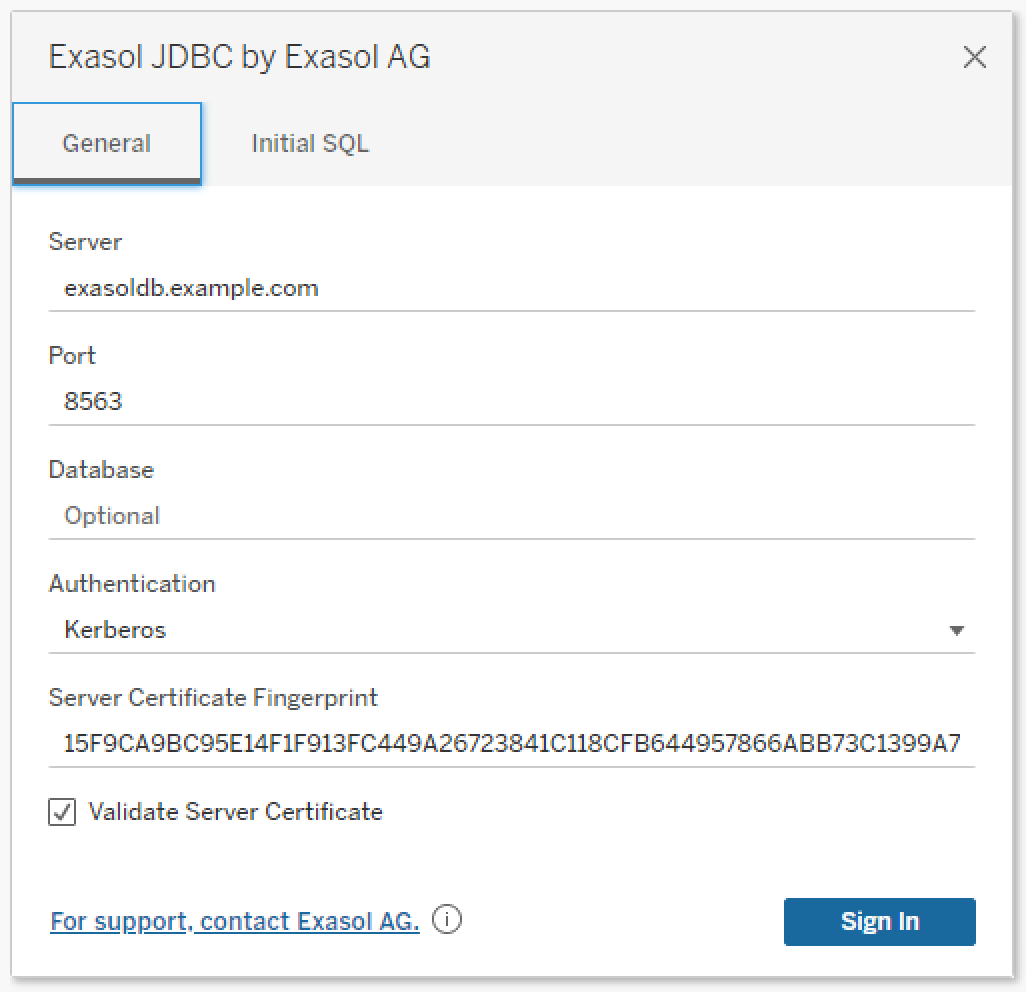 Exasol JDBC by Exasol AG
General
Initial SQL
Server
exasoldb.example.com
Port
8563
Database
Optional
Authentication
Kerberos
Server Certificate Fingerprint
15F9CA9BC95E14F1F913FC449A26723841C118CFB644957866ABB73C1399A7
Validate Server Certificate
For support, contact Exasol AG.
Sign In